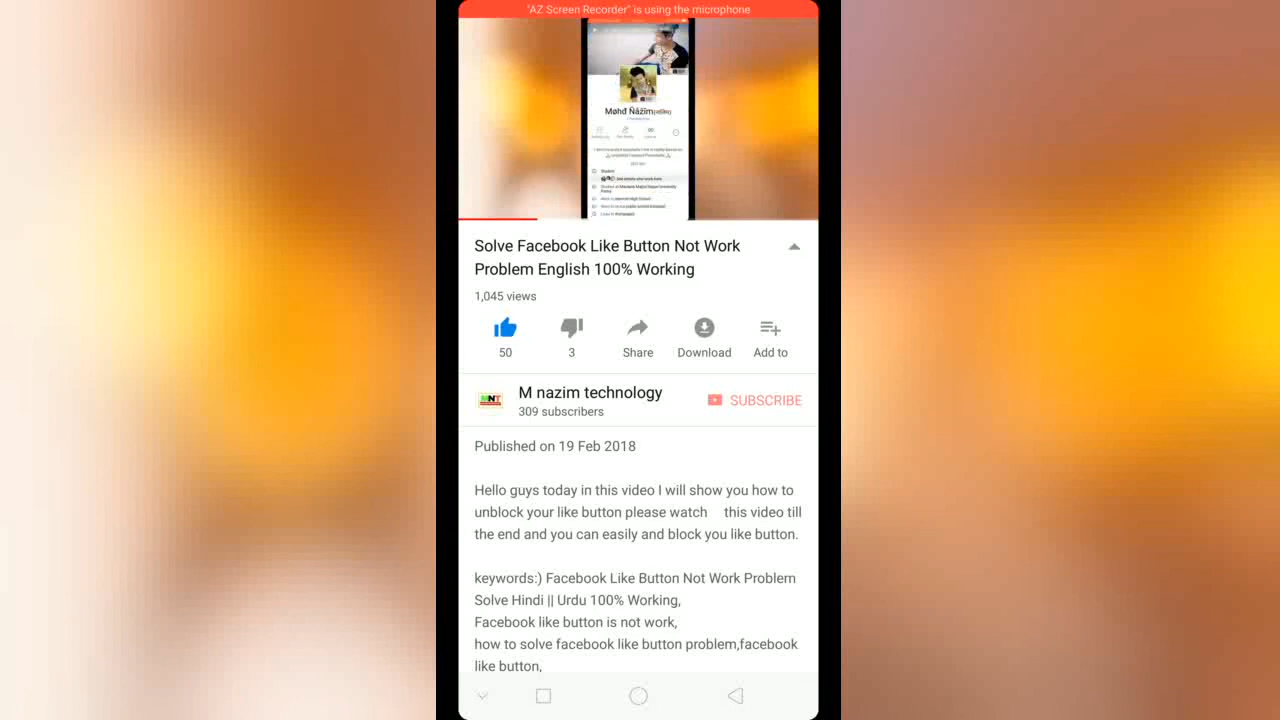 "AZ Screen Recorder" is using the microphone
Møhđ Ñåžîm
Student
Solve Facebook Like Button Not Work
Problem English 100% Working
1,045 views
50
3
Share
Download
Add to
MNT
M nazim technology
309 subscribers
SUBSCRIBE
Published on 19 Feb 2018
Hello guys today in this video I will show you how to
unblock your like button please watch this video till
the end and you can easily and block you like button.
keywords:) Facebook Like Button Not Work Problem
Solve Hindi || Urdu 100% Working,
Facebook like button is not work,
how to solve facebook like button problem,facebook
like button,